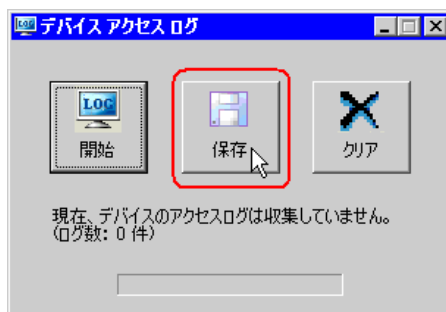 デバイス アクセス ログ
LOG
開始
保存
クリア
現在、デバイスのアクセスログは収集していません。
(ログ数: 0 件)